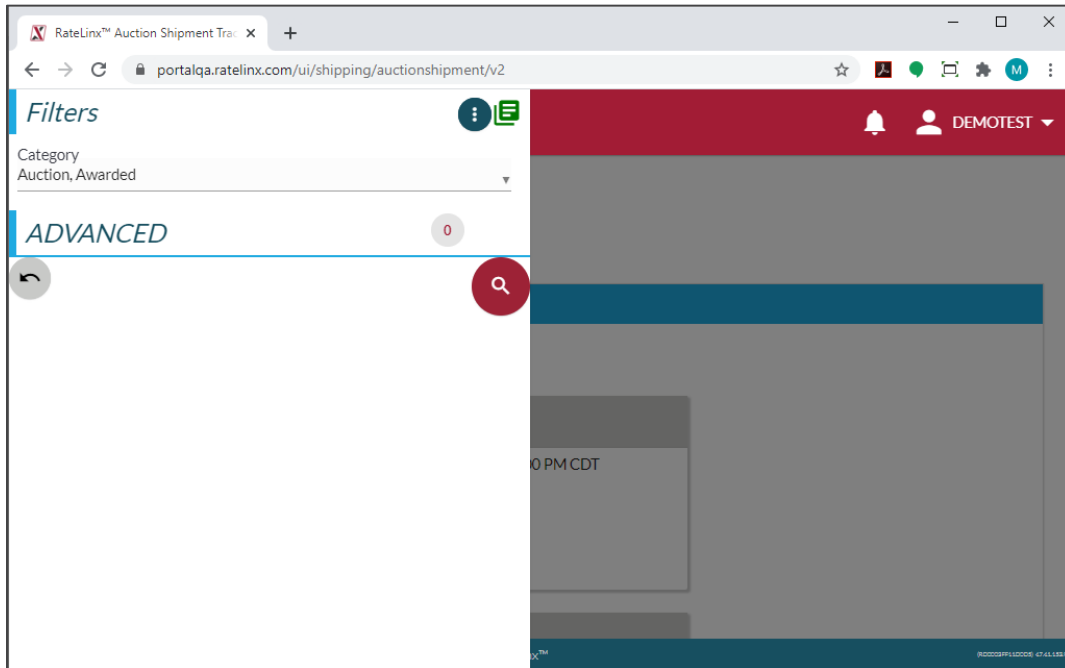 RateLinx™ Auction Shipment Trac
portalqa.ratelinx.com/ui/shipping/auctionshipment/v2
M
Filters
DEMOTEST
Category
Auction, Awarded
ADVANCED
0
00 PM CDT
x™